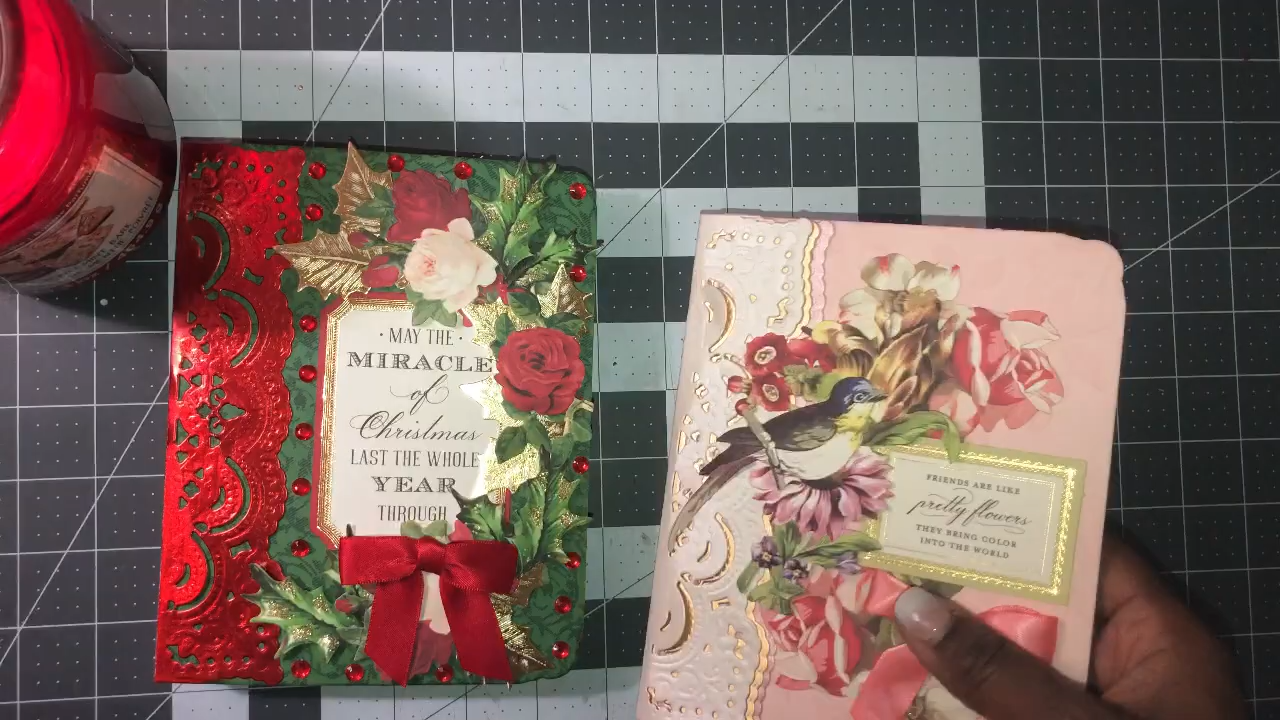 · MAY THE ·
MIRACLE
of
Christmas
LAST THE WHOLE
YEAR
THROUGH
FRIENDS ARE LIKE
pretty flowers
THEY BRING COLOR
INTO THE WORLD